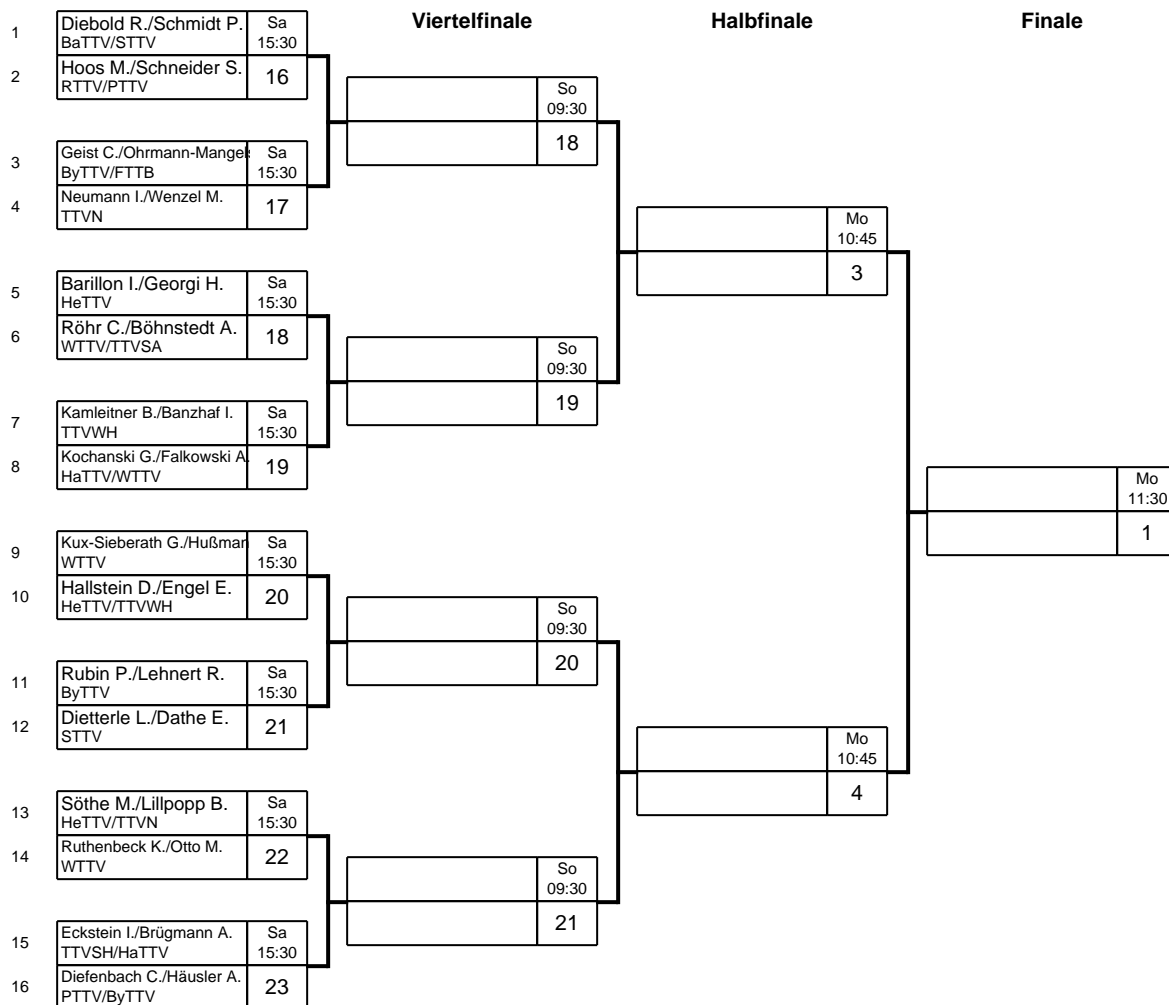 Viertelfinale Halbfinale Finale
1 Diebold R./Schmidt P. Sa
BaTTV/STTV 15:30
2 Hoos M./Schneider S. 16
RTTV/PTTV
So
09:30
18
3 Geist C./Ohrmann-Mangels Sa
ByTTV/FTTB 15:30
4 Neumann I./Wenzel M. 17
TTVN
Mo
10:45
3
5 Barillon I./Georgi H. Sa
HeTTV 15:30
6 Röhr C./Böhnstedt A. 18
WTTV/TTVSA
So
09:30
19
7 Kamleitner B./Banzhaf I. Sa
TTVWH 15:30
8 Kochanski G./Falkowski A. 19
HaTTV/WTTV
Mo
11:30
1
9 Kux-Sieberath G./Hußman Sa
WTTV 15:30
10 Hallstein D./Engel E. 20
HeTTV/TTVWH
So
09:30
20
11 Rubin P./Lehnert R. Sa
ByTTV 15:30
12 Dietterle L./Dathe E. 21
STTV
Mo
10:45
4
13 Söthe M./Lillpopp B. Sa
HeTTV/TTVN 15:30
14 Ruthenbeck K./Otto M. 22
WTTV
So
09:30
21
15 Eckstein I./Brügmann A. Sa
TTVSH/HaTTV 15:30
16 Diefenbach C./Häusler A. 23
PTTV/ByTTV